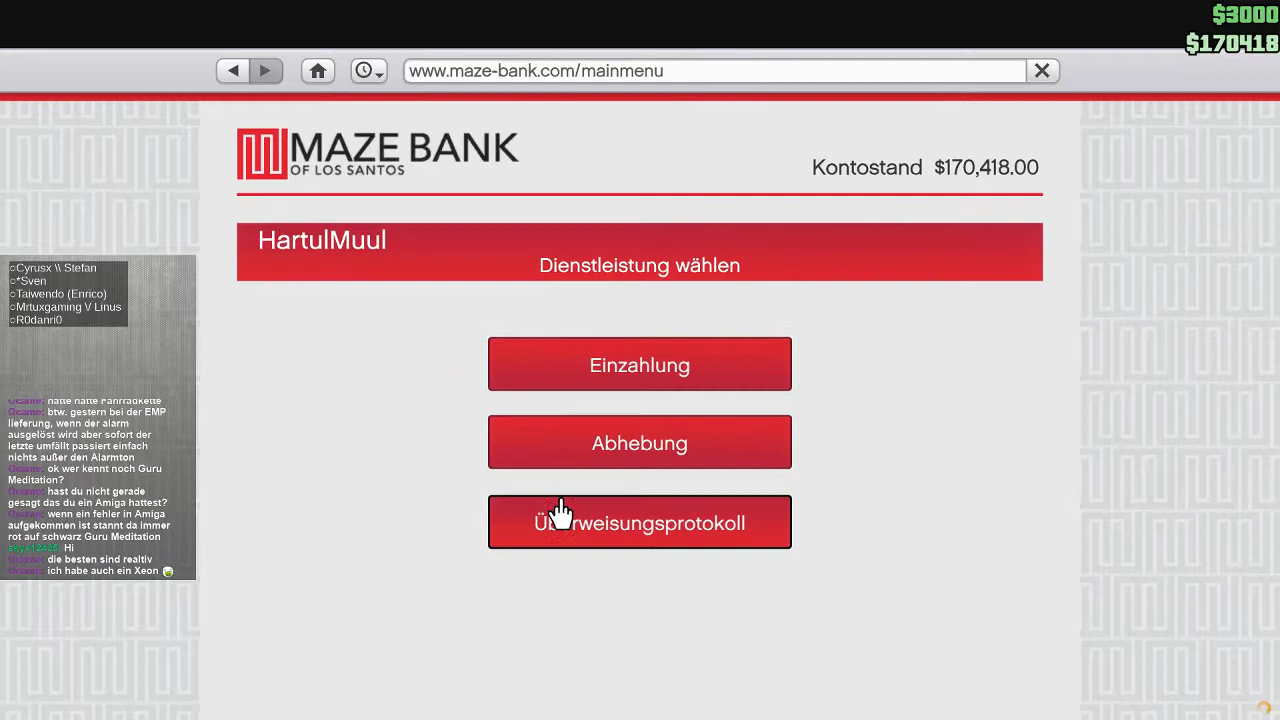 $3000
$170418
www.maze-bank.com/mainmenu
MAZE BANK
OF LOS SANTOS
Kontostand $170,418.00
HartulMuul
Dienstleistung wählen
Einzahlung
Abhebung
Überweisungsprotokoll
○Cyrusx \\ Stefan
○*Sven
○Taiwendo (Enrico)
○Mrtuxgaming V Linus
○R0danri0
hatte hatte Fahrradkette
btw. gestern bei der EMP
lieferung, wenn der alarm
ausgelöst wird aber sofort der
letzte umfällt passiert einfach
nichts außer den Alarmton
ok wer kennt noch Guru
Meditation?
hast du nicht gerade
gesagt das du ein Amiga hattest?
wenn ein fehler in Amiga
aufgekommen ist stannt da immer
rot auf schwarz Guru Meditation
Hi
die besten sind realtiv
ich habe auch ein Xeon